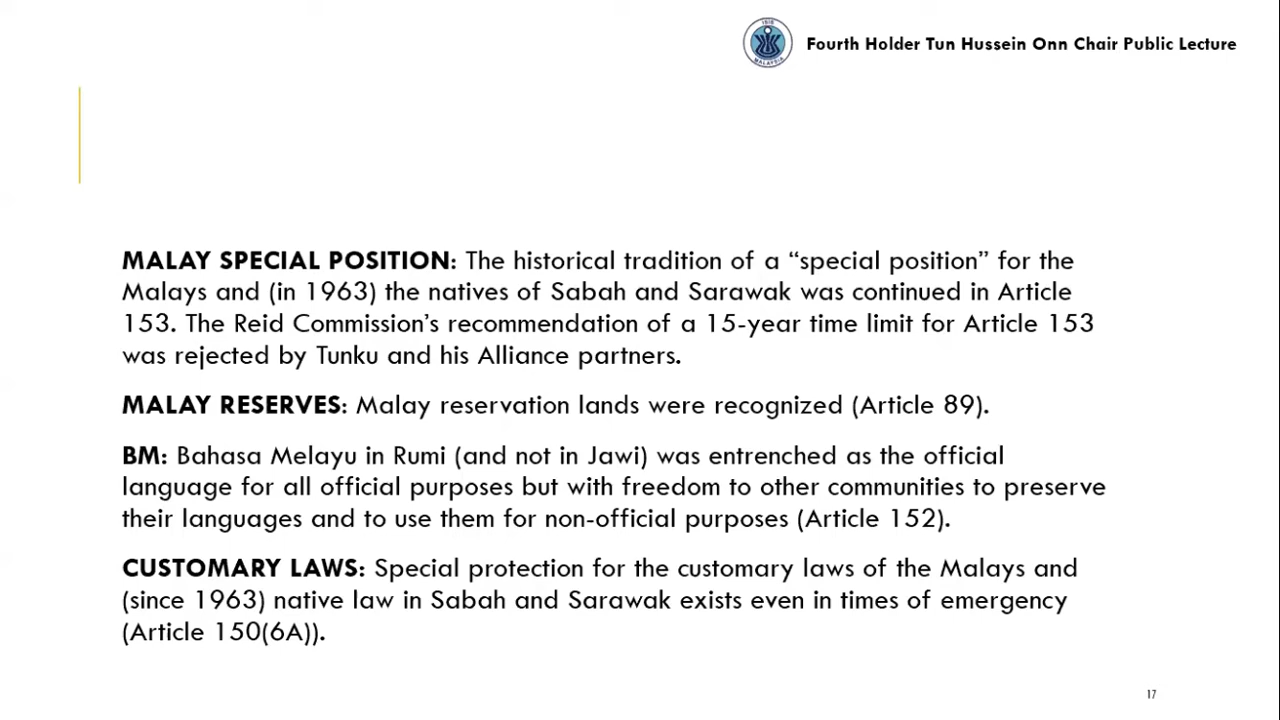 ISIS
MALAYSIA
Fourth Holder Tun Hussein Onn Chair Public Lecture
MALAY SPECIAL POSITION: The historical tradition of a “special position” for the
Malays and (in 1963) the natives of Sabah and Sarawak was continued in Article
153. The Reid Commission’s recommendation of a 15-year time limit for Article 153
was rejected by Tunku and his Alliance partners.
MALAY RESERVES: Malay reservation lands were recognized (Article 89).
BM: Bahasa Melayu in Rumi (and not in Jawi) was entrenched as the official
language for all official purposes but with freedom to other communities to preserve
their languages and to use them for non-official purposes (Article 152).
CUSTOMARY LAWS: Special protection for the customary laws of the Malays and
(since 1963) native law in Sabah and Sarawak exists even in times of emergency
(Article 150(6A)).
17